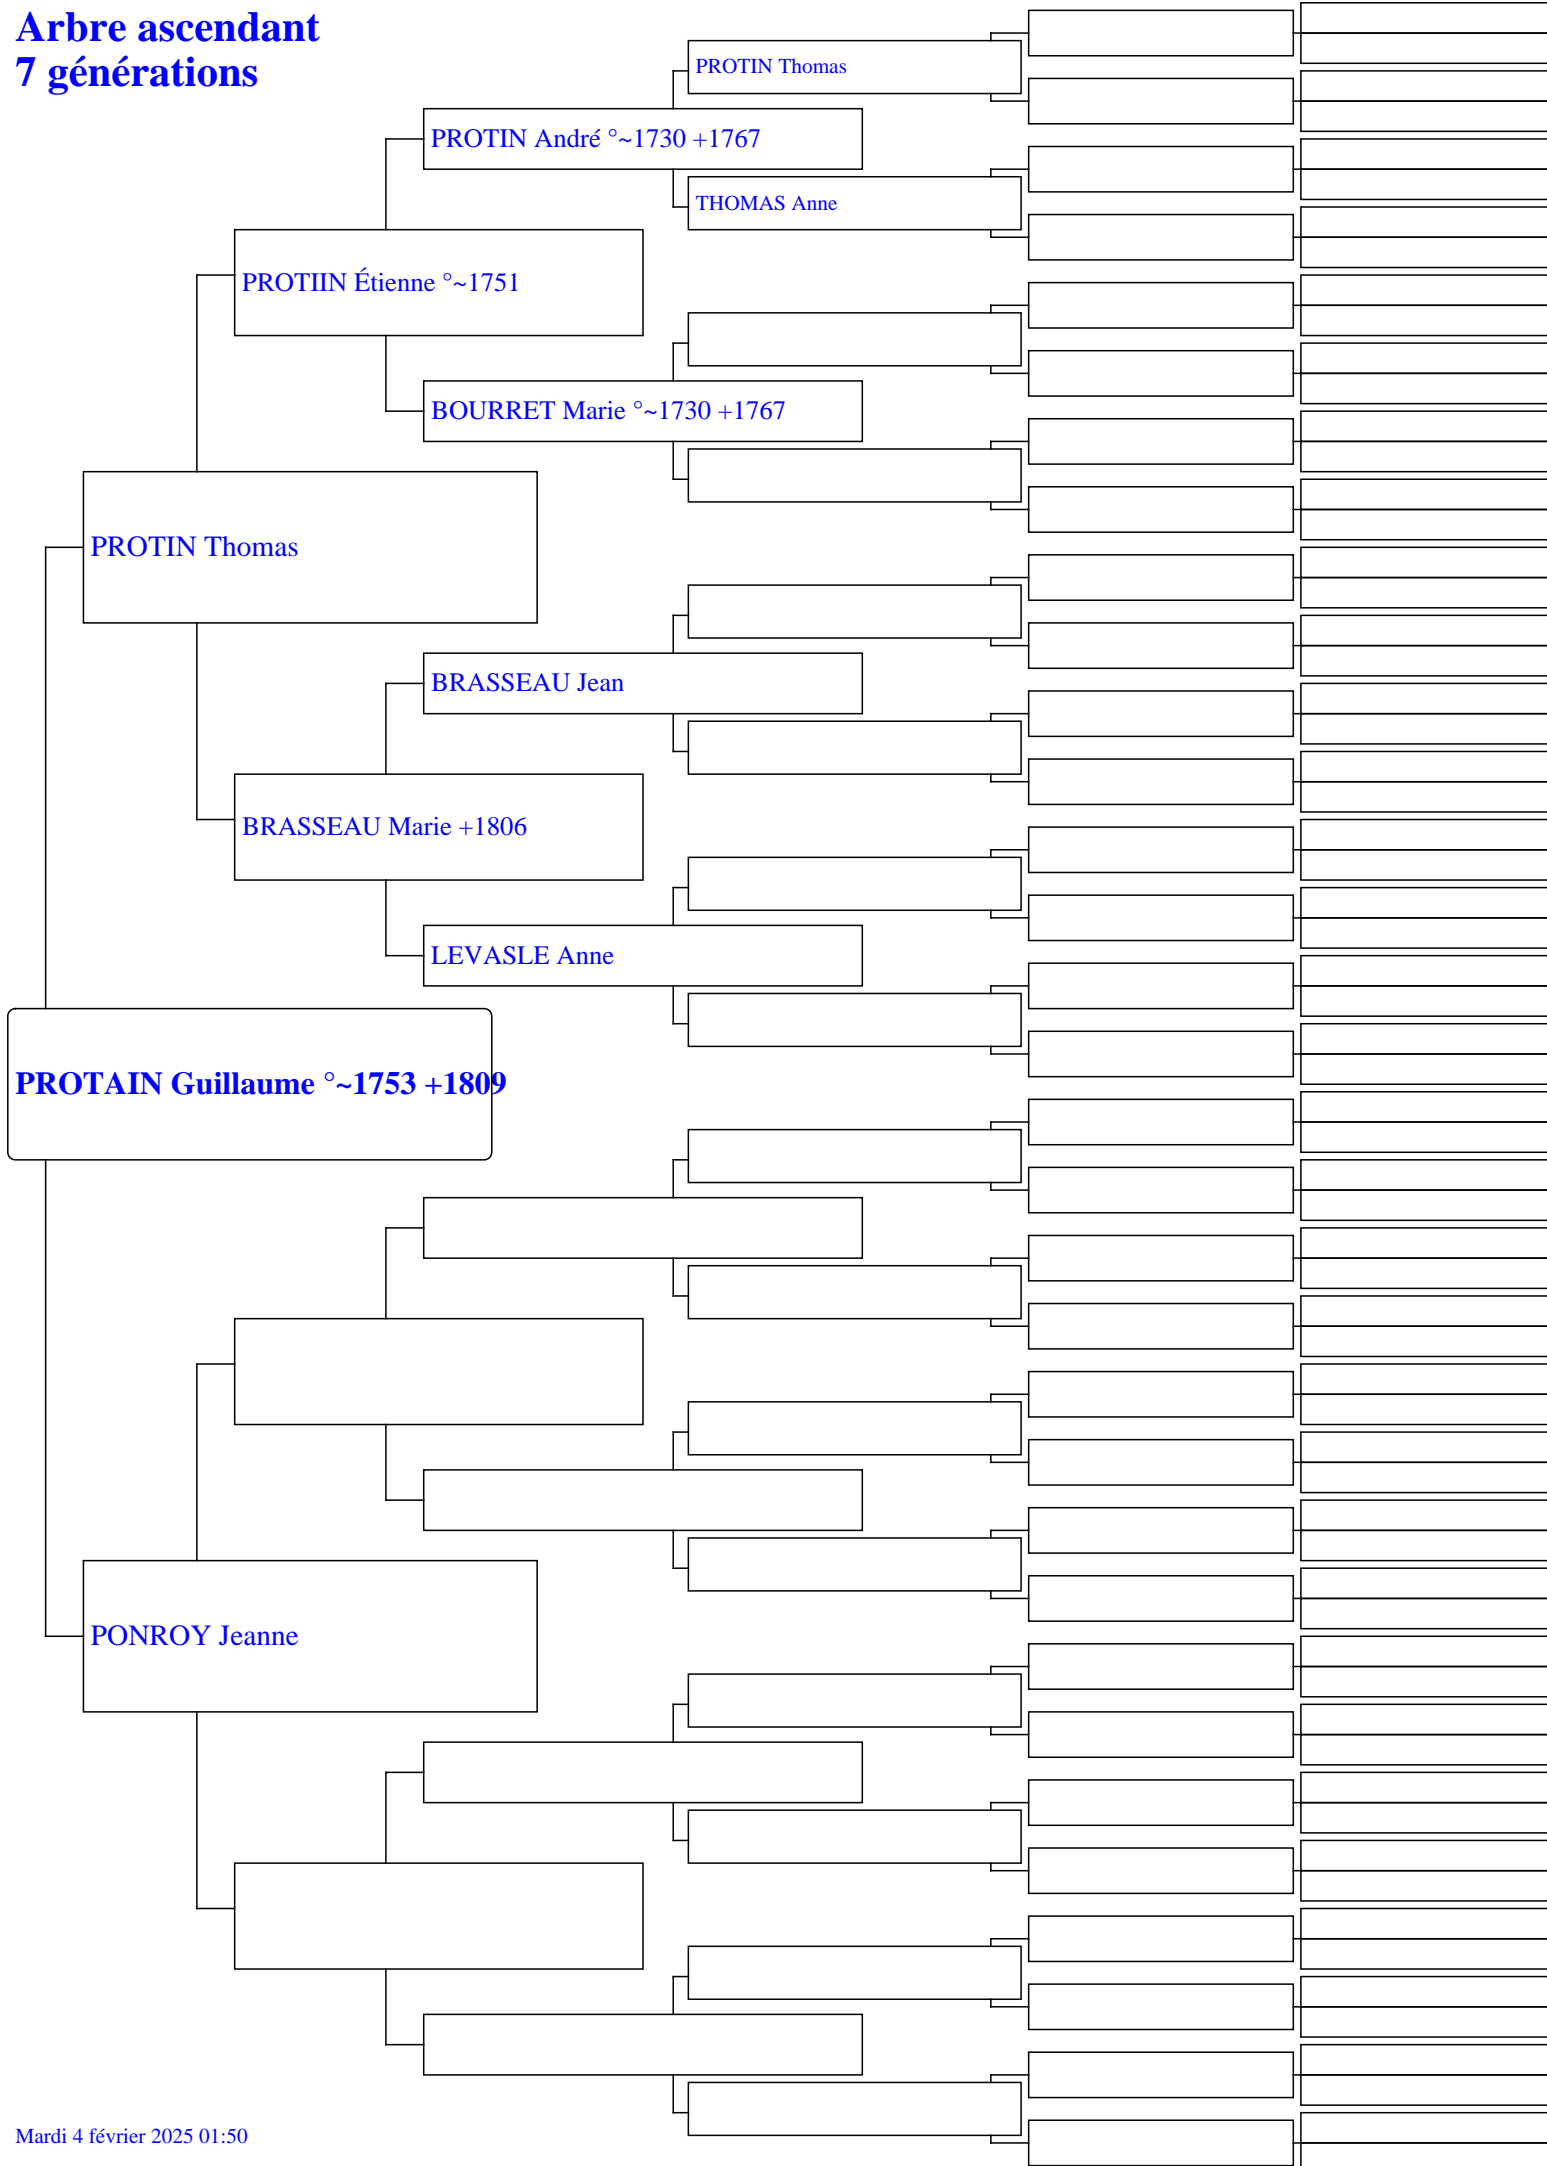 Arbre ascendant
7 générations
PROTIN Thomas
PROTIN André °~1730 +1767
THOMAS Anne
PROTIIN Étienne °~1751
BOURRET Marie °~1730 +1767
PROTIN Thomas
BRASSEAU Jean
BRASSEAU Marie +1806
LEVASLE Anne
PROTAIN Guillaume °~1753 +1809
PONROY Jeanne
Mardi 4 février 2025 01:50